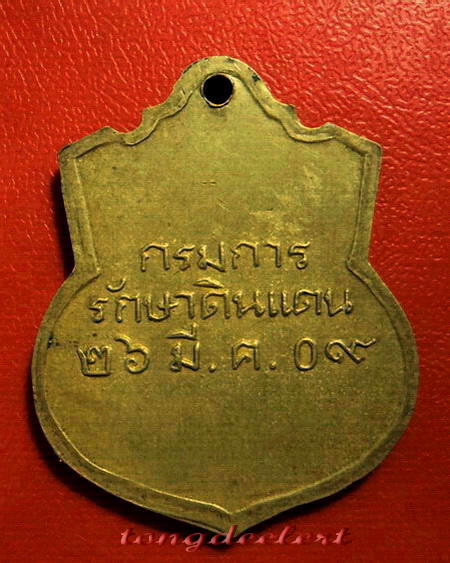 กรมการ
รักษาดินแดน
๒๖ มี.ค.๐๙
tongdeelert